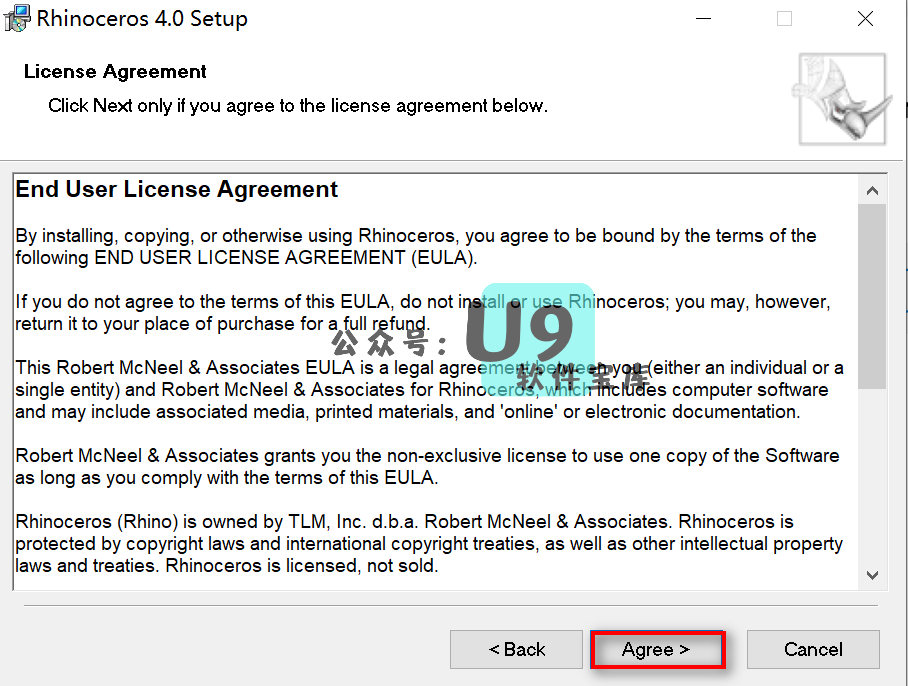 Rhinoceros 4.0 Setup
License Agreement
Click Next only if you agree to the license agreement below.
End User License Agreement
By installing, copying, or otherwise using Rhinoceros, you agree to be bound by the terms of the
following END USER LICENSE AGREEMENT (EULA).
If you do not agree to the terms of this EULA, do not install or use Rhinoceros; you may, however,
return it to your place of purchase for a full refund.
公众号：U9
软件宝库
This Robert McNeel & Associates EULA is a legal agreement between you (either an individual or a
single entity) and Robert McNeel & Associates for Rhinoceros, which includes computer software
and may include associated media, printed materials, and 'online' or electronic documentation.
Robert McNeel & Associates grants you the non-exclusive license to use one copy of the Software
as long as you comply with the terms of this EULA.
Rhinoceros (Rhino) is owned by TLM, Inc. d.b.a. Robert McNeel & Associates. Rhinoceros is
protected by copyright laws and international copyright treaties, as well as other intellectual property
laws and treaties. Rhinoceros is licensed, not sold.
< Back
Agree >
Cancel